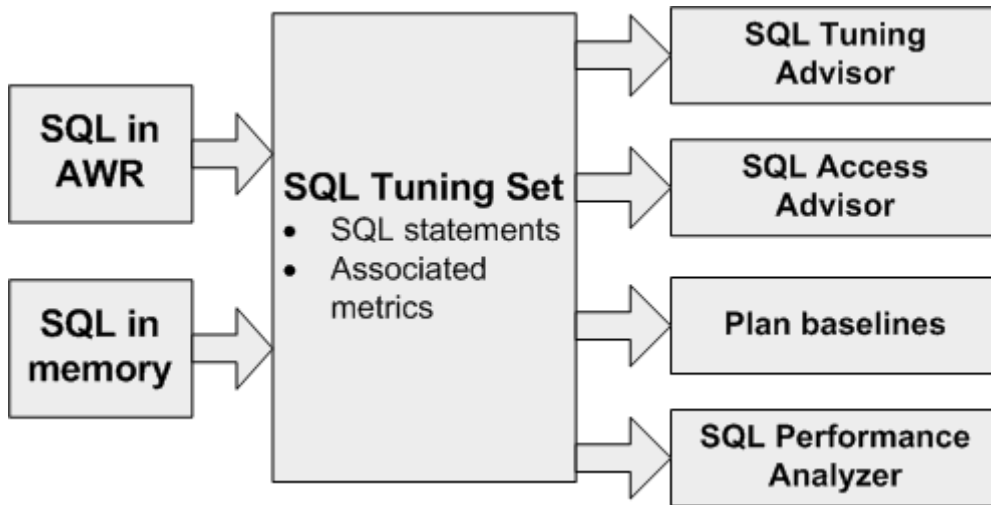 SQL in
AWR
SQL in
memory
SQL Tuning Set
• SQL statements
• Associated
metrics
SQL Tuning
Advisor
SQL Access
Advisor
Plan baselines
SQL Performance
Analyzer